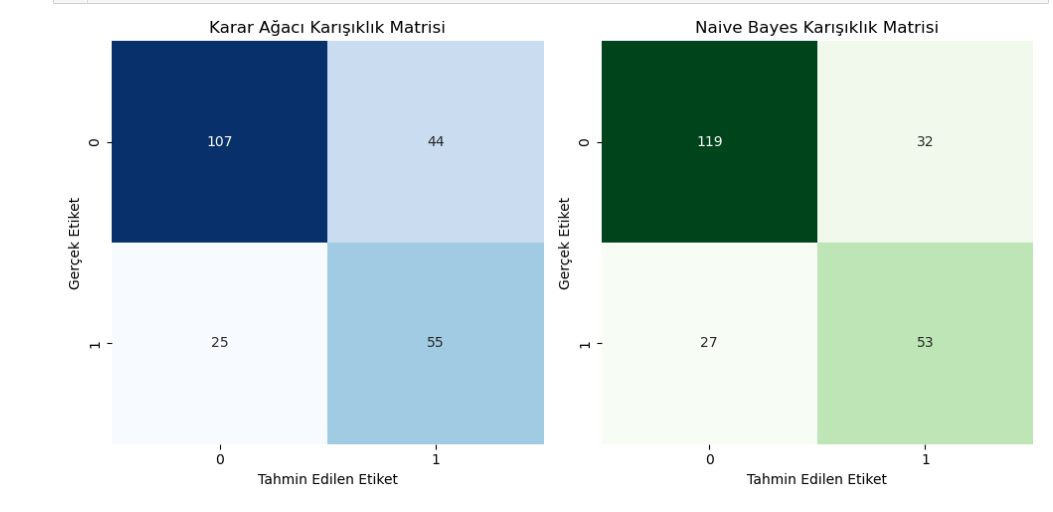 Karar Ağacı Karışıklık Matrisi
Gerçek Etiket
0
1
107
44
25
55
0
1
Tahmin Edilen Etiket
Naive Bayes Karışıklık Matrisi
Gerçek Etiket
0
1
119
32
27
53
0
1
Tahmin Edilen Etiket